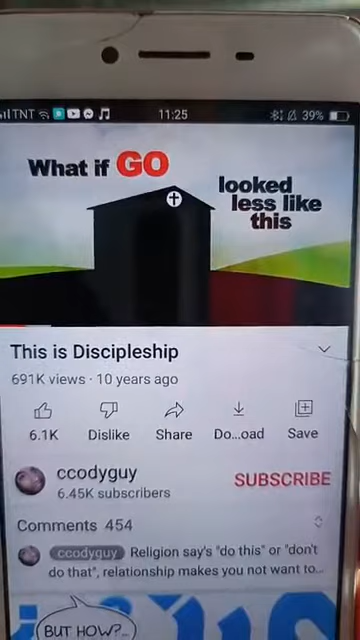 TNT 11:25 39%
What if GO
looked
less like
this
This is Discipleship
691K views · 10 years ago
6.1K Dislike Share Do...oad Save
ccodyguy
6.45K subscribers
SUBSCRIBE
Comments 454
ccodyguy Religion say's "do this" or "don't
do that", relationship makes you not want to...
BUT HOW?...